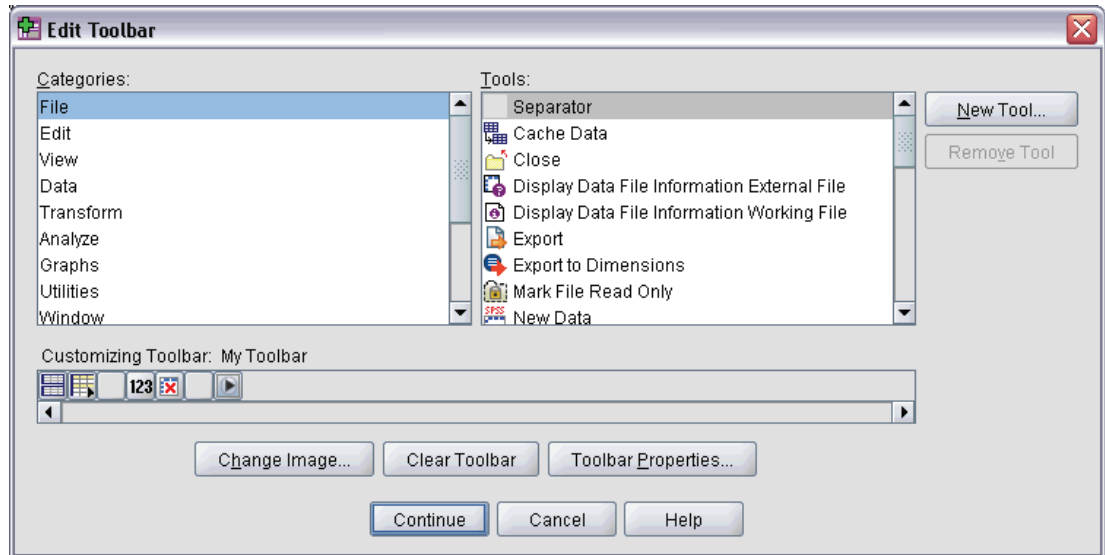 Edit Toolbar
Categories:
File
Edit
View
Data
Transform
Analyze
Graphs
Utilities
Window
Tools:
Separator
Cache Data
Close
Display Data File Information External File
Display Data File Information Working File
Export
Export to Dimensions
Mark File Read Only
SPSS New Data
New Tool...
Remove Tool
Customizing Toolbar: My Toolbar
123
Change Image...
Clear Toolbar
Toolbar Properties...
Continue
Cancel
Help